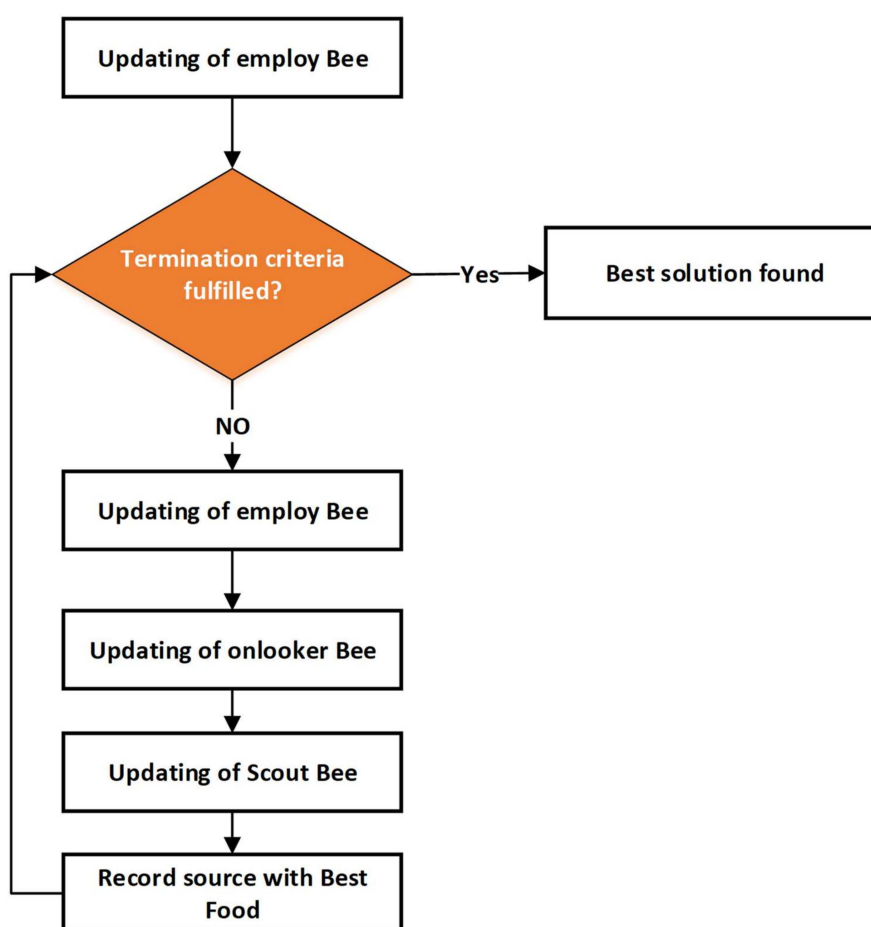 Updating of employ Bee
Termination criteria
fulfilled?
Yes
Best solution found
NO
Updating of employ Bee
Updating of onlooker Bee
Updating of Scout Bee
Record source with Best
Food